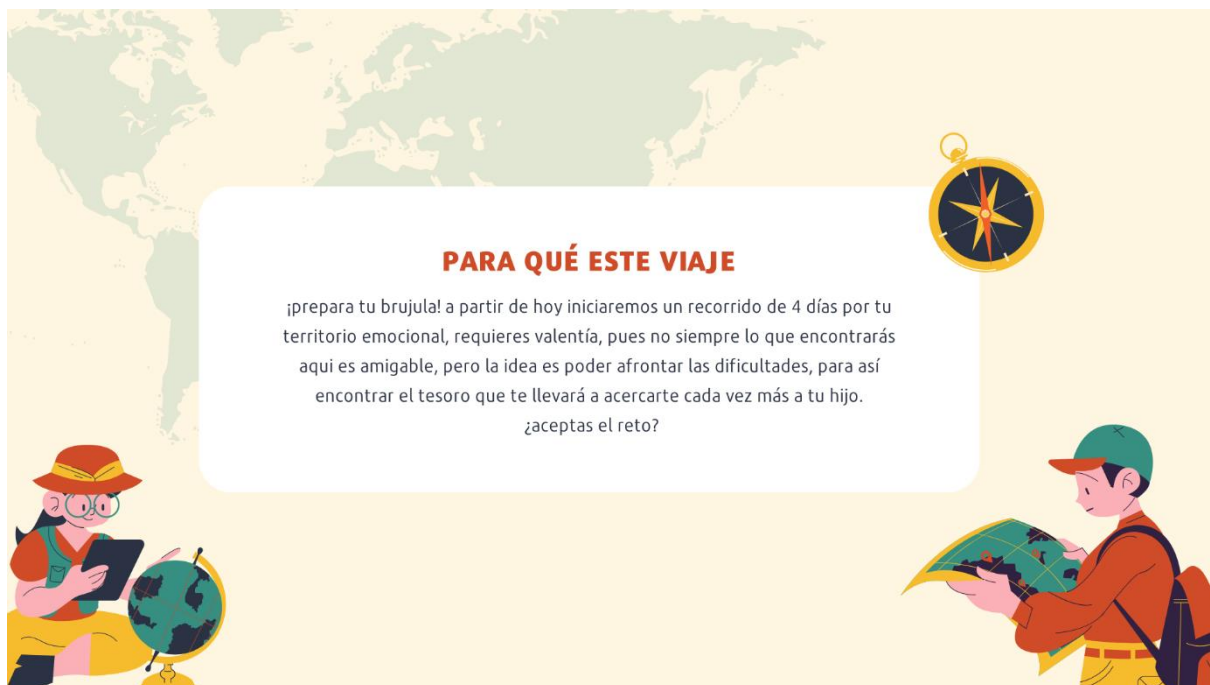 PARA QUÉ ESTE VIAJE
¡prepara tu brujula! a partir de hoy iniciaremos un recorrido de 4 días por tu
territorio emocional, requieres valentía, pues no siempre lo que encontrarás
aqui es amigable, pero la idea es poder afrontar las dificultades, para así
encontrar el tesoro que te llevará a acercarte cada vez más a tu hijo.
¿aceptas el reto?